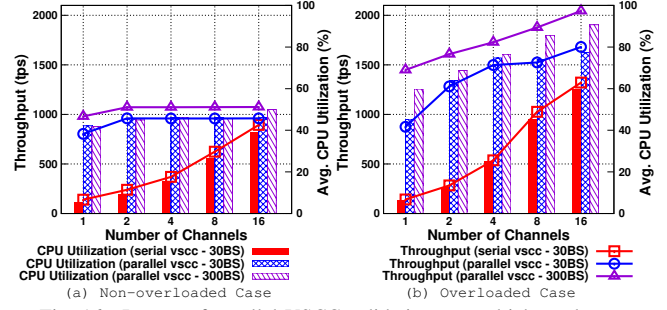 2000
1500
1000
500
0
Throughput (tps)
100
80
60
40
20
0
Avg. CPU Utilization (%)
1 2 4 8 16
Number of Channels
2000
1500
1000
500
0
Throughput (tps)
100
80
60
40
20
0
Avg. CPU Utilization (%)
1 2 4 8 16
Number of Channels
CPU Utilization (serial vscc - 30BS)
CPU Utilization (parallel vscc - 30BS)
CPU Utilization (parallel vscc - 300BS)
Throughput (serial vscc - 30BS)
Throughput (parallel vscc - 30BS)
Throughput (parallel vscc - 300BS)
(a) Non-overloaded Case
(b) Overloaded Case